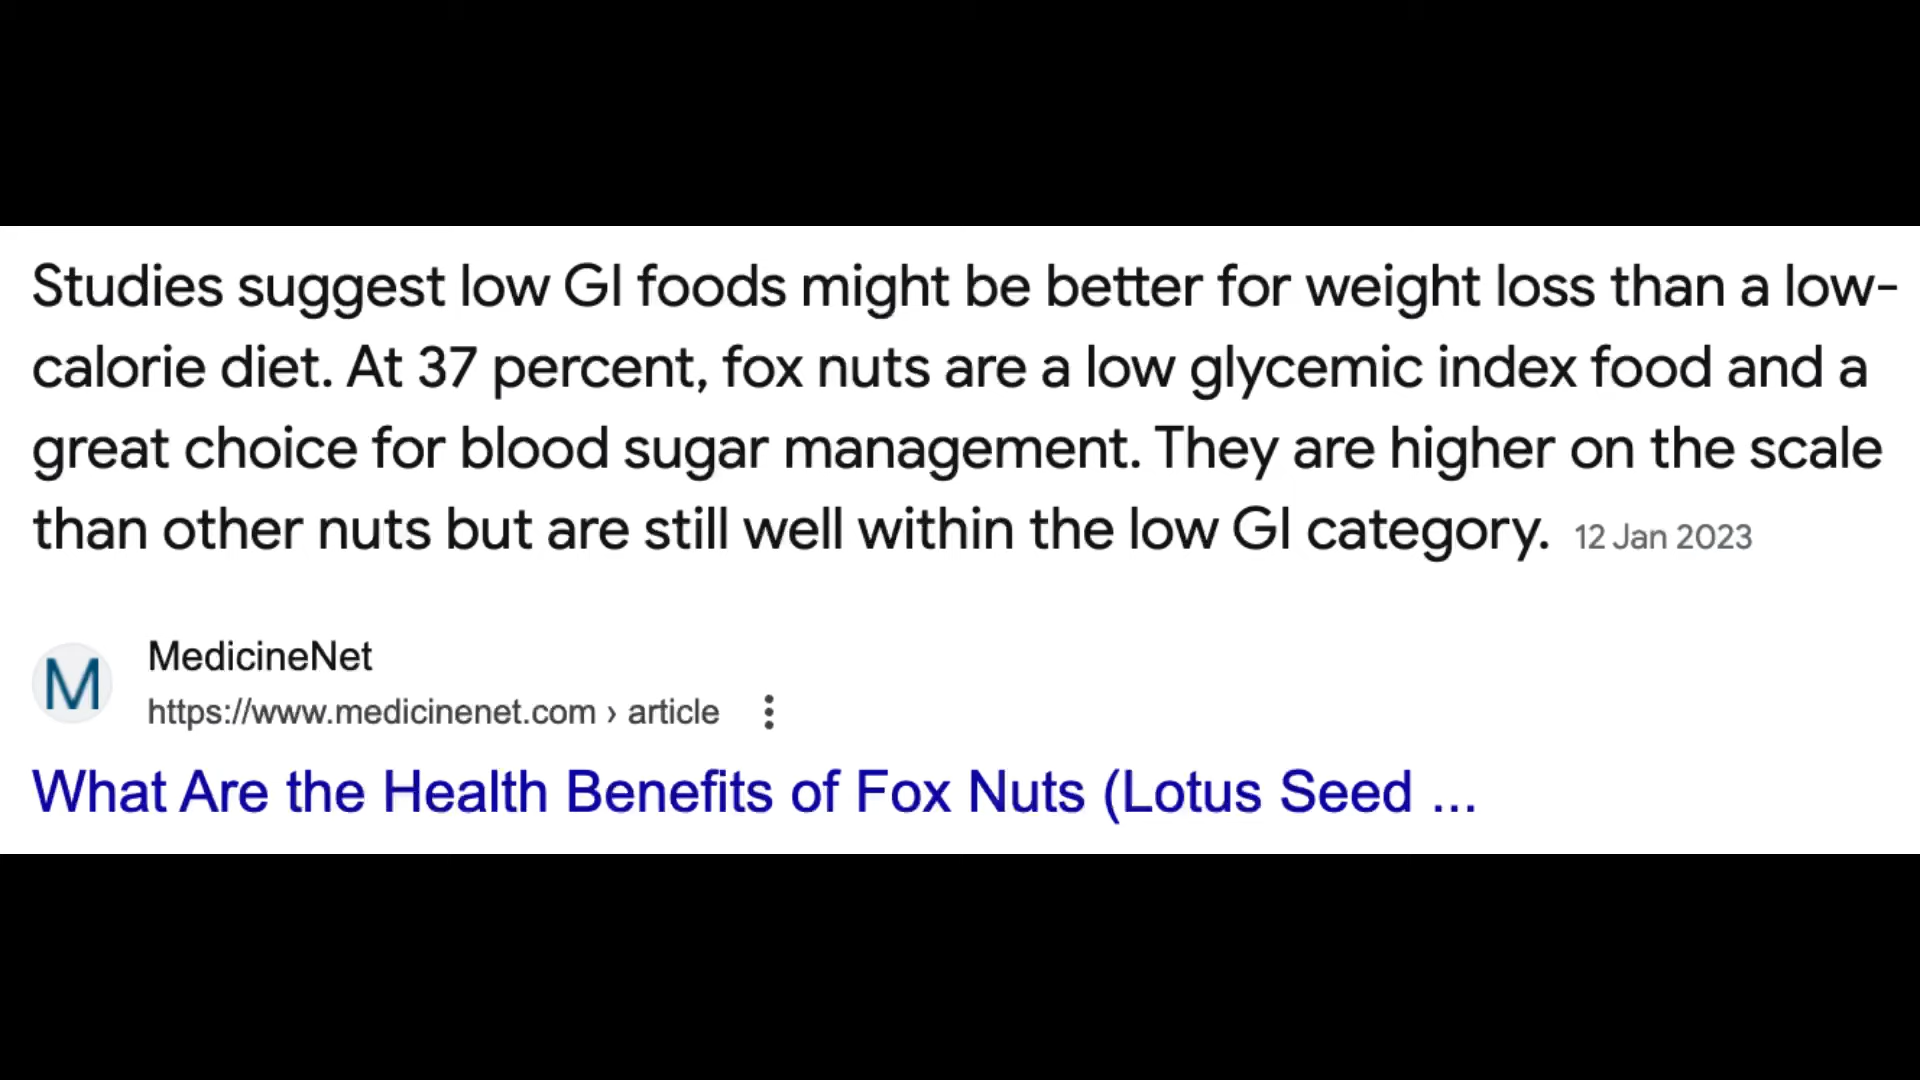 Studies suggest low GI foods might be better for weight loss than a low-
calorie diet. At 37 percent, fox nuts are a low glycemic index food and a
great choice for blood sugar management. They are higher on the scale
than other nuts but are still well within the low GI category. 12 Jan 2023
M
MedicineNet
https://www.medicinenet.com › article
What Are the Health Benefits of Fox Nuts (Lotus Seed ...